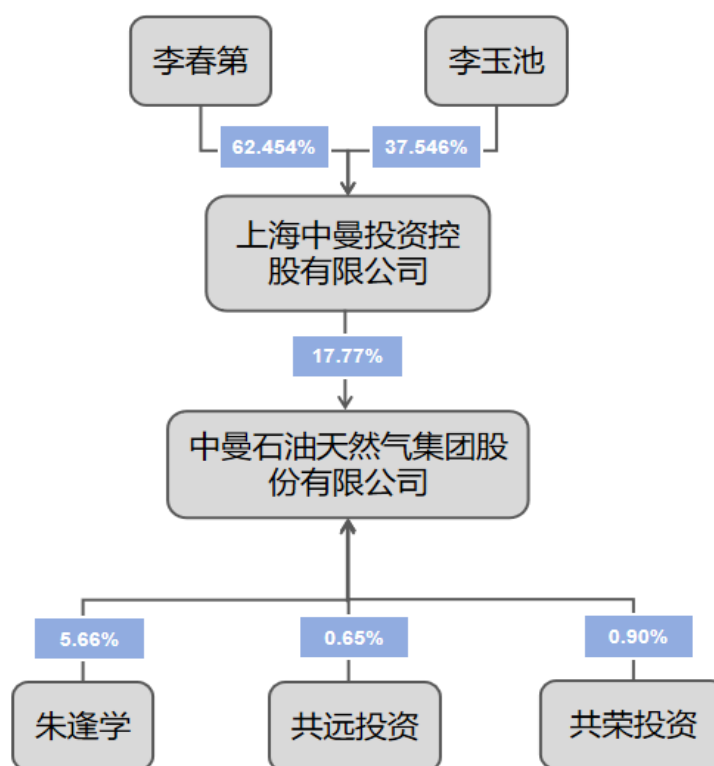 李春第
李玉池
62.454%
37.546%
上海中曼投资控
股有限公司
17.77%
中曼石油天然气集团股
份有限公司
5.66%
0.65%
0.90%
朱逢学
共远投资
共荣投资